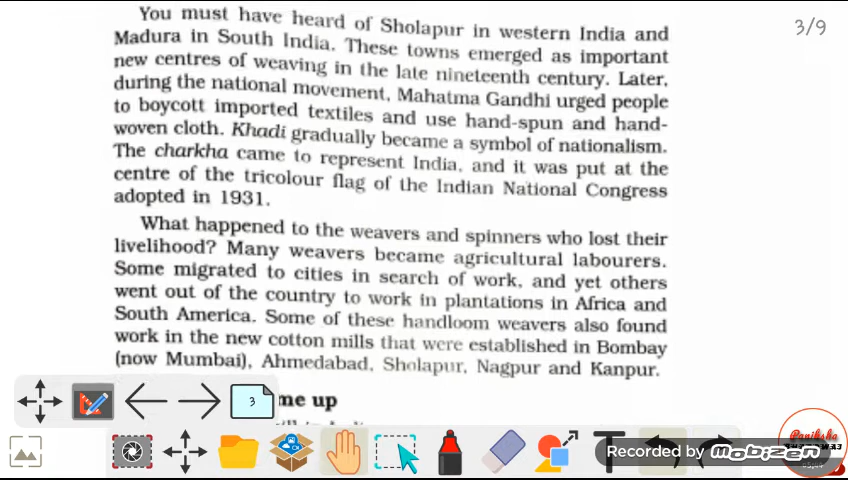 You must have heard of Sholapur in western India and
3/9
Madura in South India. These towns emerged as important
new centres of weaving in the late nineteenth century. Later,
during the national movement, Mahatma Gandhi urged people
to boycott imported textiles and use hand-spun and hand-
woven cloth. Khadi gradually became a symbol of nationalism.
The charkha came to represent India, and it was put at the
centre of the tricolour flag of the Indian National Congress
adopted in 1931.
What happened to the weavers and spinners who lost their
livelihood? Many weavers became agricultural labourers.
Some migrated to cities in search of work, and yet others
went out of the country to work in plantations in Africa and
South America. Some of these handloom weavers also found
work in the new cotton mills that were established in Bombay
(now Mumbai), Ahmedabad, Sholapur, Nagpur and Kanpur.
3
me up
T
Recorded by mobizen